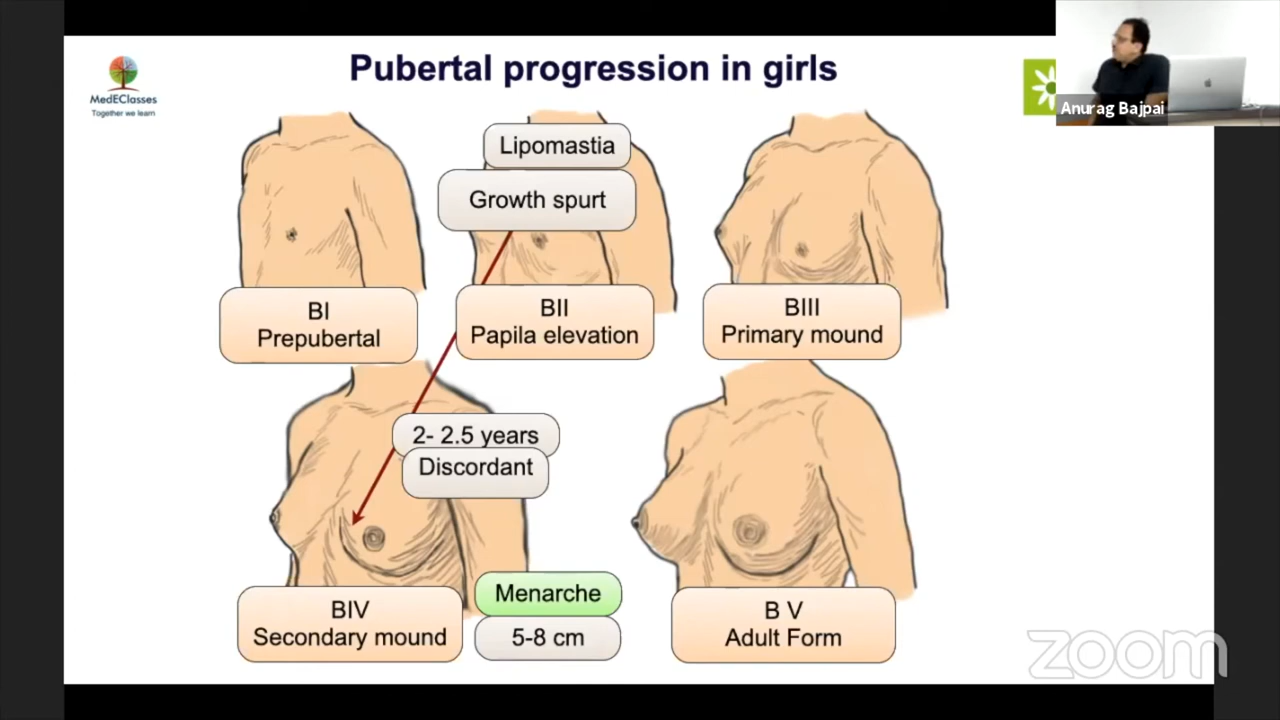 Pubertal progression in girls
MedEClasses
Together we learn
Anurag Bajpai
Lipomastia
Growth spurt
BI
Prepubertal
BII
Papila elevation
BIII
Primary mound
2- 2.5 years
Discordant
BIV
Secondary mound
Menarche
5-8 cm
B V
Adult Form
zoom